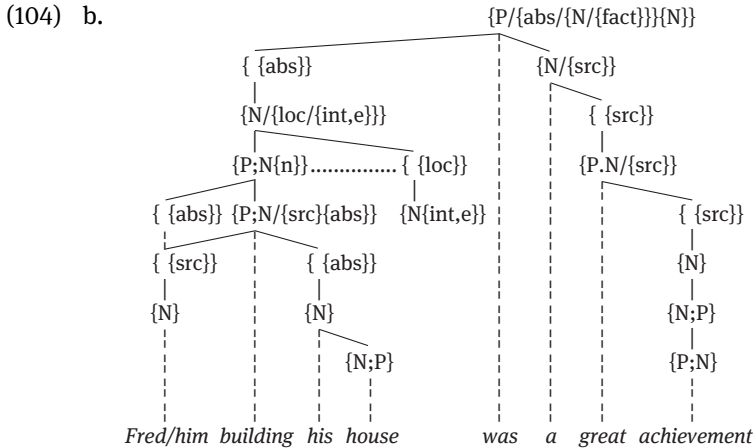 (104) b. {P/{abs/{N/{fact}}}{N}}
{ {abs}} {N/{src}}
{N/{loc/{int,e}}} { {src}}
{P;N{n}}............... { {loc}} {P.N/{src}}
{ {abs}} {P;N/{src}{abs}} {N{int,e}} { {src}}
{ {src}} { {abs}} {N}
{N} {N} {N;P}
{N;P} {P;N}
Fred/him building his house was a great achievement